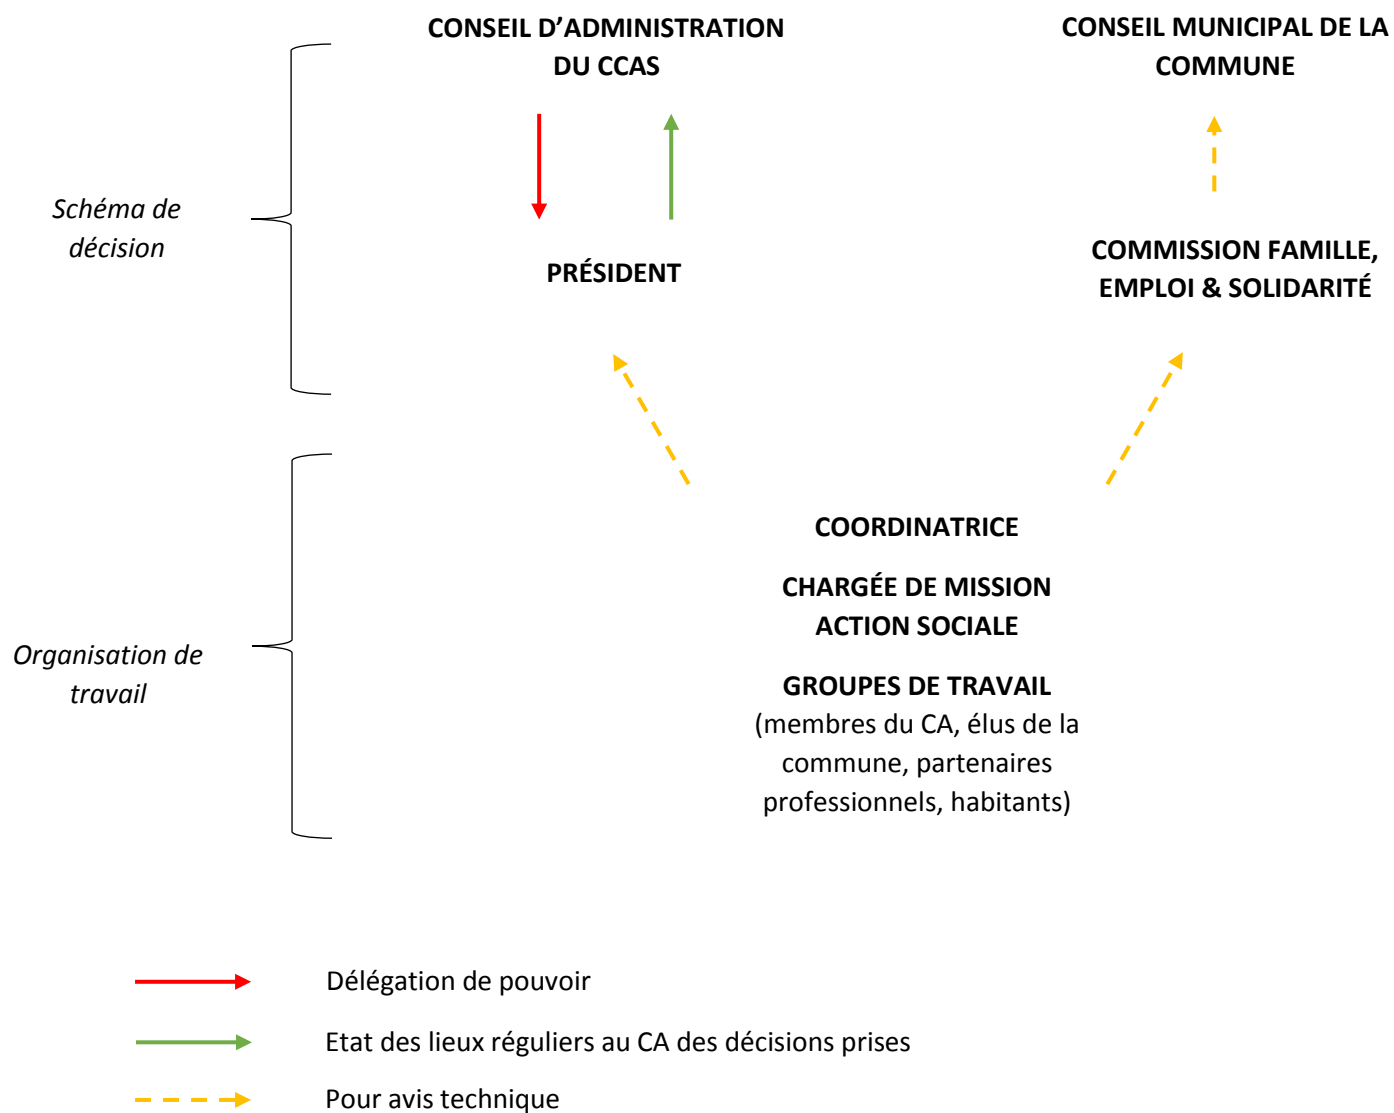 CONSEIL D’ADMINISTRATION
DU CCAS
CONSEIL MUNICIPAL DE LA
COMMUNE
Schéma de
décision
PRÉSIDENT
COMMISSION FAMILLE,
EMPLOI & SOLIDARITÉ
COORDINATRICE
CHARGÉE DE MISSION
ACTION SOCIALE
Organisation de
travail
GROUPES DE TRAVAIL
(membres du CA, élus de la
commune, partenaires
professionnels, habitants)
Délégation de pouvoir
Etat des lieux réguliers au CA des décisions prises
Pour avis technique